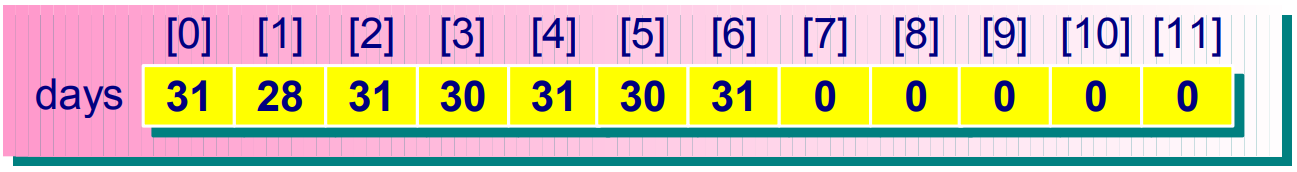 [0] [1] [2] [3] [4] [5] [6] [7] [8] [9] [10] [11]
days 31 28 31 30 31 30 31 0 0 0 0 0